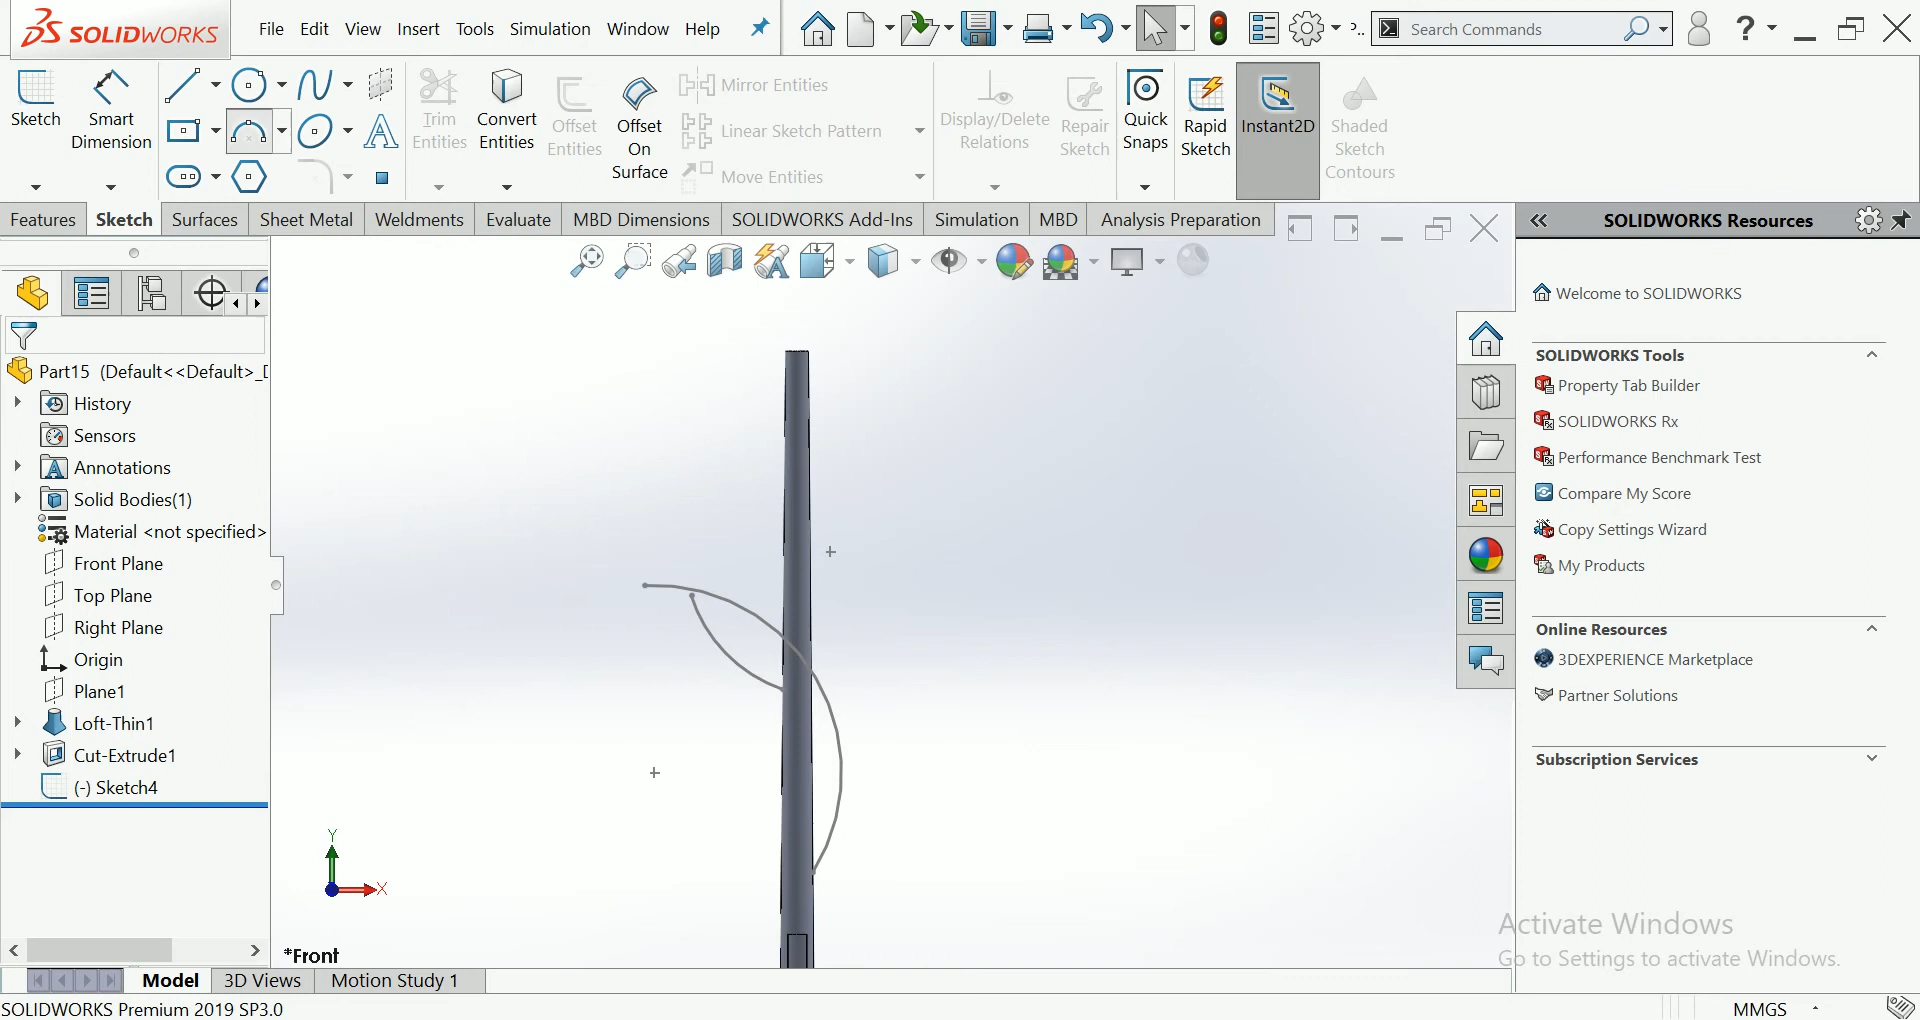 SOLIDWORKS
File Edit View Insert Tools Simulation Window Help
Search Commands
Sketch
Smart
Dimension
Trim
Entities
Convert
Entities
Offset
Entities
Offset
On
Surface
Mirror Entities
Linear Sketch Pattern
Move Entities
Display/Delete
Relations
Repair
Sketch
Quick
Snaps
Rapid
Sketch
Instant2D
Shaded
Sketch
Contours
Features Sketch Surfaces Sheet Metal Weldments Evaluate MBD Dimensions SOLIDWORKS Add-Ins Simulation MBD Analysis Preparation
Part15 (Default<<Default>_
History
Sensors
Annotations
Solid Bodies(1)
Material <not specified>
Front Plane
Top Plane
Right Plane
Origin
Plane1
Loft-Thin1
Cut-Extrude1
(-) Sketch4
Y
X
*Front
SOLIDWORKS Resources
Welcome to SOLIDWORKS
SOLIDWORKS Tools
Property Tab Builder
SOLIDWORKS Rx
Performance Benchmark Test
Compare My Score
Copy Settings Wizard
My Products
Online Resources
3DEXPERIENCE Marketplace
Partner Solutions
Subscription Services
Activate Windows
Go to Settings to activate Windows.
Model 3D Views Motion Study 1
SOLIDWORKS Premium 2019 SP3.0
MMGS